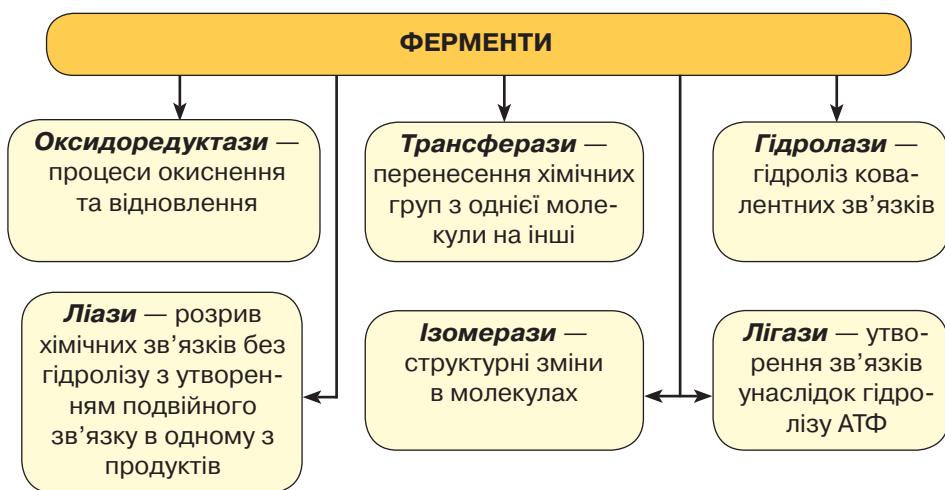 ФЕРМЕНТИ
Оксидоредуктази —
процеси окиснення
та відновлення
Трансферази —
перенесення хімічних
груп з однієї моле-
кули на інші
Гідролази —
гідроліз кова-
лентних зв’язків
Ліази — розрив
хімічних зв’язків без
гідролізу з утворен-
ням подвійного
зв’язку в одному з
продуктів
Ізомерази —
структурні зміни
в молекулах
Лігази — утво-
рення зв’язків
унаслідок гідро-
лізу АТФ